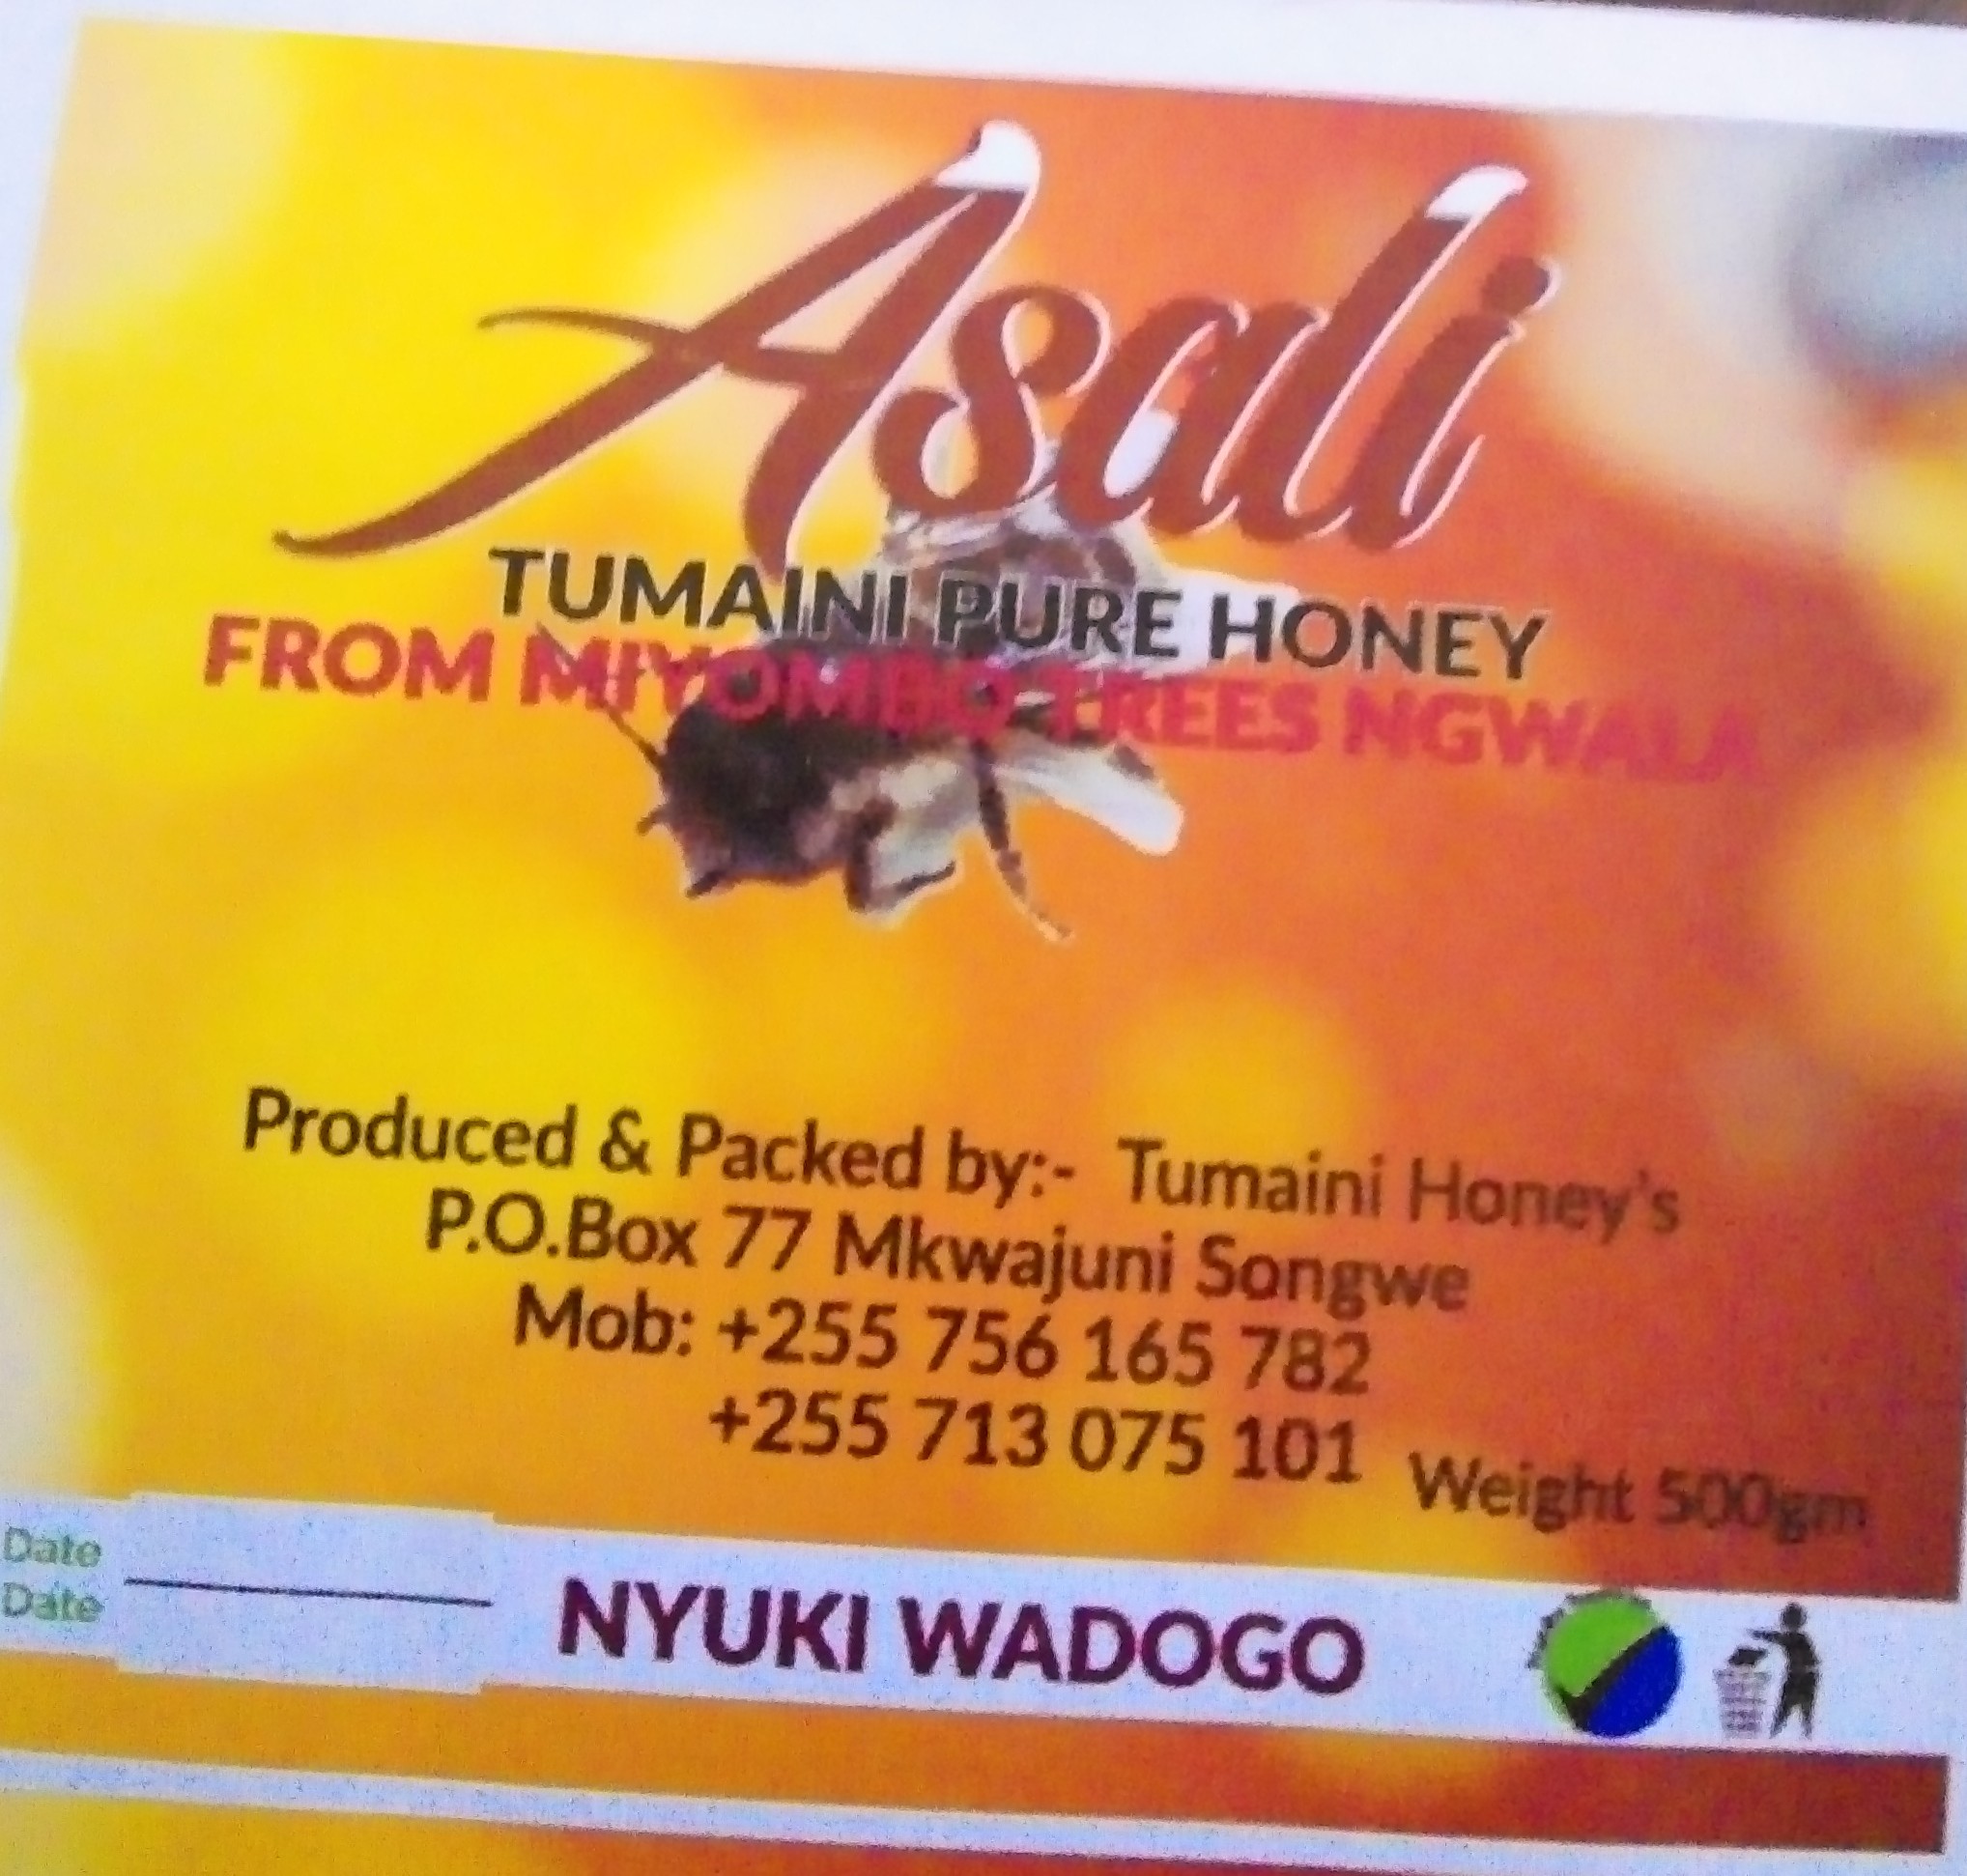 Asali
TUMAINI PURE HONEY
FROM MIYOMBO TREES NGWALA
Produced & Packed by:- Tumaini Honey's
P.O.Box 77 Mkwajuni Songwe
Mob: +255 756 165 782
+255 713 075 101
Weight 500gm
Date
Date
NYUKI WADOGO